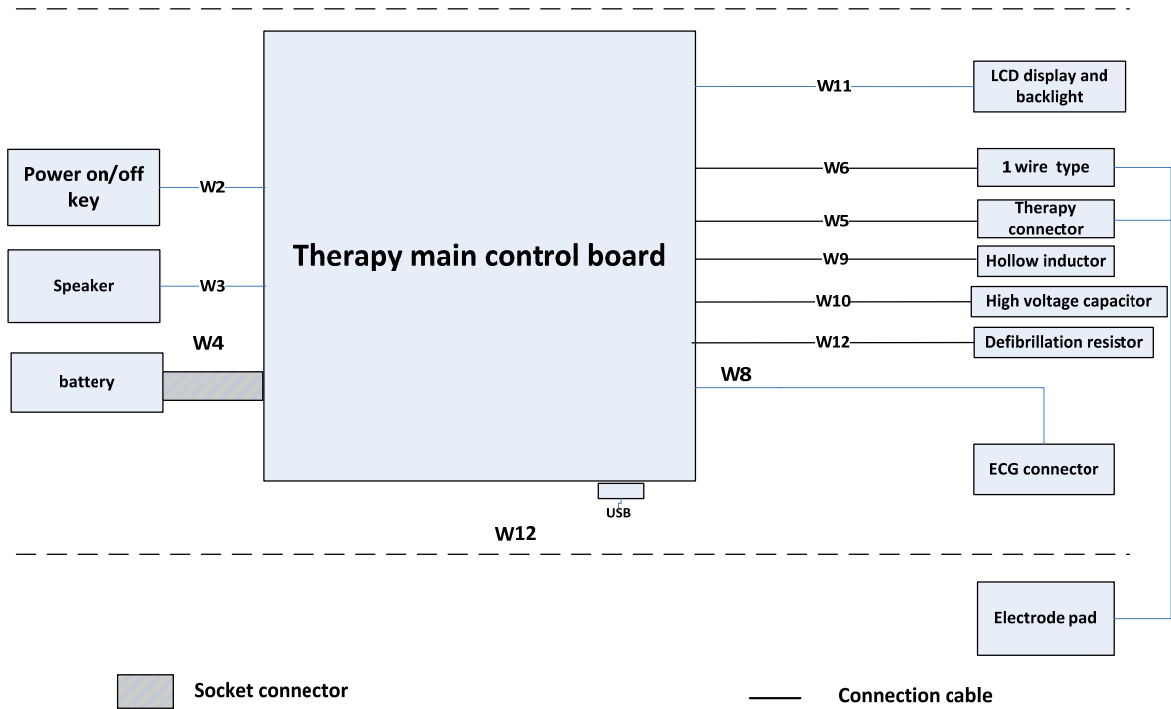 W11
LCD display and
backlight
Power on/off
key
W2
W6
1 wire type
W5
Therapy
connector
Therapy main control board
W9
Hollow inductor
Speaker
W3
W10
High voltage capacitor
W4
W12
Defibrillation resistor
battery
W8
ECG connector
USB
W12
Electrode pad
Socket connector
Connection cable